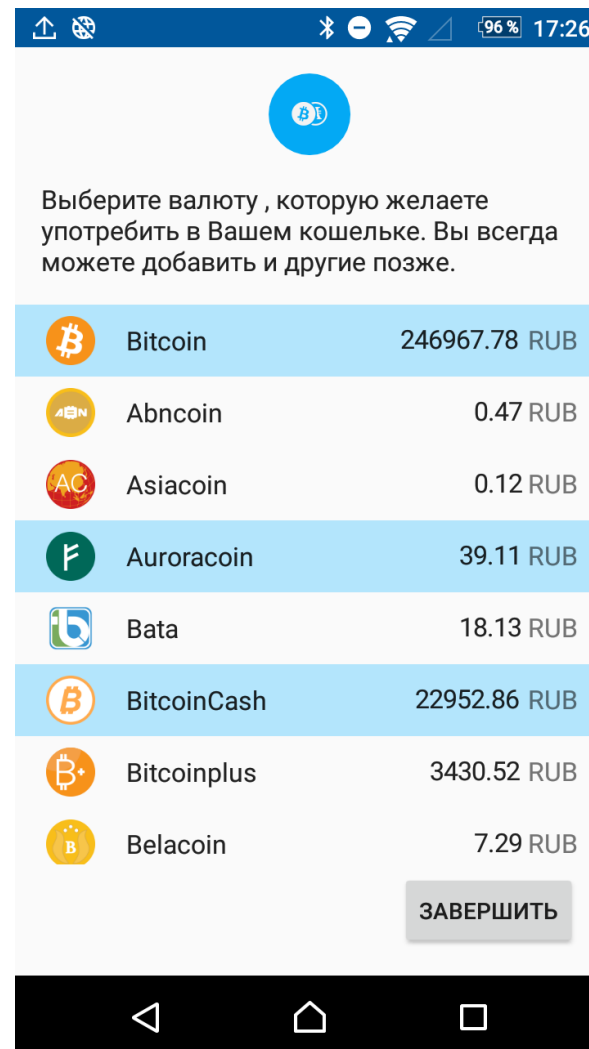 96 % 17:26
Выберите валюту , которую желаете
употребить в Вашем кошельке. Вы всегда
можете добавить и другие позже.
Bitcoin 246967.78 RUB
ABN Abncoin 0.47 RUB
AC Asiacoin 0.12 RUB
Auroracoin 39.11 RUB
Bata 18.13 RUB
BitcoinCash 22952.86 RUB
Bitcoinplus 3430.52 RUB
B Belacoin 7.29 RUB
ЗАВЕРШИТЬ